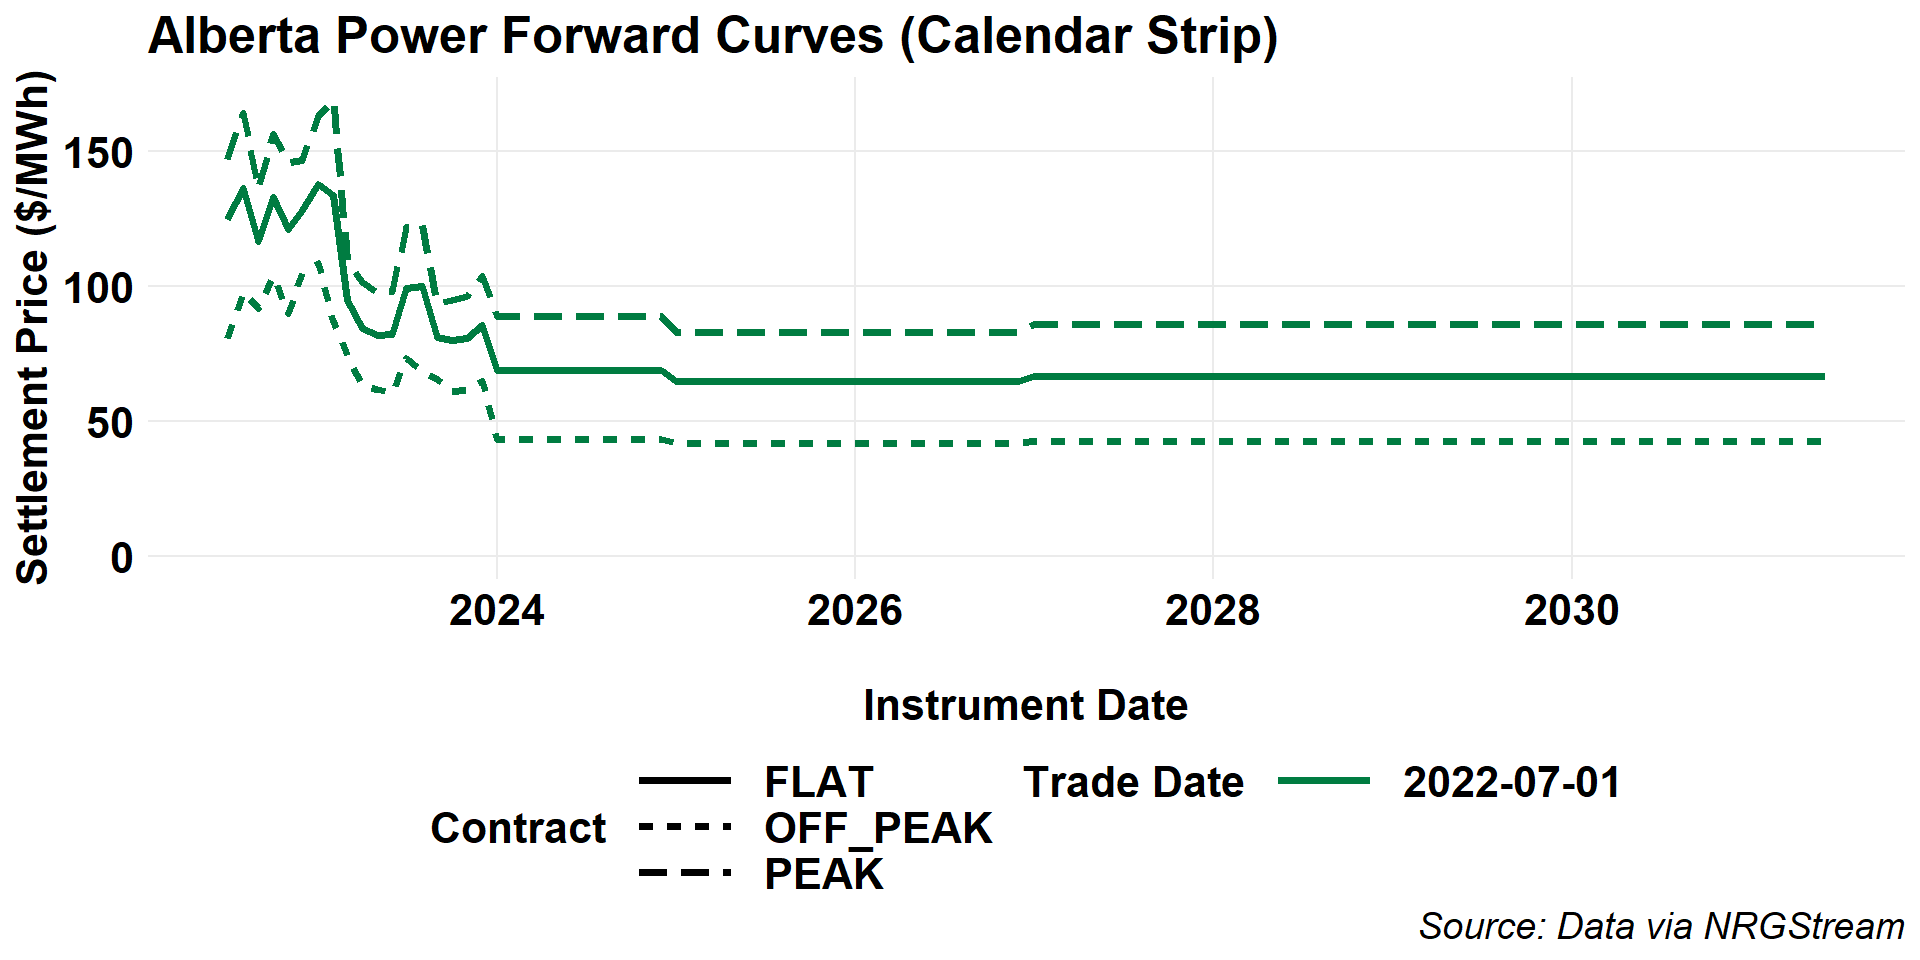 Alberta Power Forward Curves (Calendar Strip)
Settlement Price ($/MWh)
150
100
50
0
2024 2026 2028 2030
Instrument Date
Contract
FLAT
OFF_PEAK
PEAK
Trade Date
2022-07-01
Source: Data via NRGStream